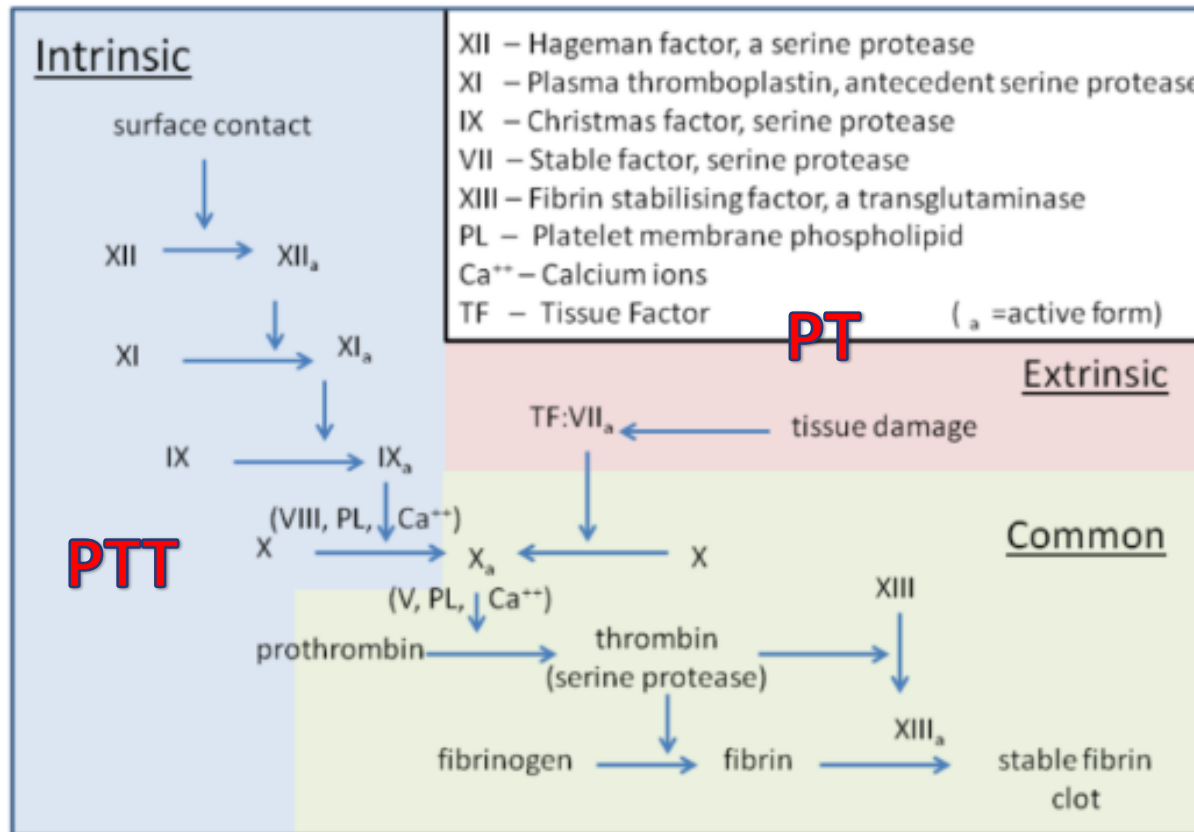 Intrinsic
surface contact
XII
XIIₐ
XI
XIₐ
IX
IXₐ
(VIII, PL, Ca⁺⁺)
X
PTT
XII – Hageman factor, a serine protease
XI – Plasma thromboplastin, antecedent serine protease
IX – Christmas factor, serine protease
VII – Stable factor, serine protease
XIII – Fibrin stabilising factor, a transglutaminase
PL – Platelet membrane phospholipid
Ca⁺⁺ – Calcium ions
TF – Tissue Factor
( ₐ =active form)
PT
Extrinsic
TF:VIIₐ
tissue damage
Common
Xₐ
X
(V, PL, Ca⁺⁺)
XIII
prothrombin
thrombin
(serine protease)
XIIIₐ
fibrinogen
fibrin
stable fibrin
clot